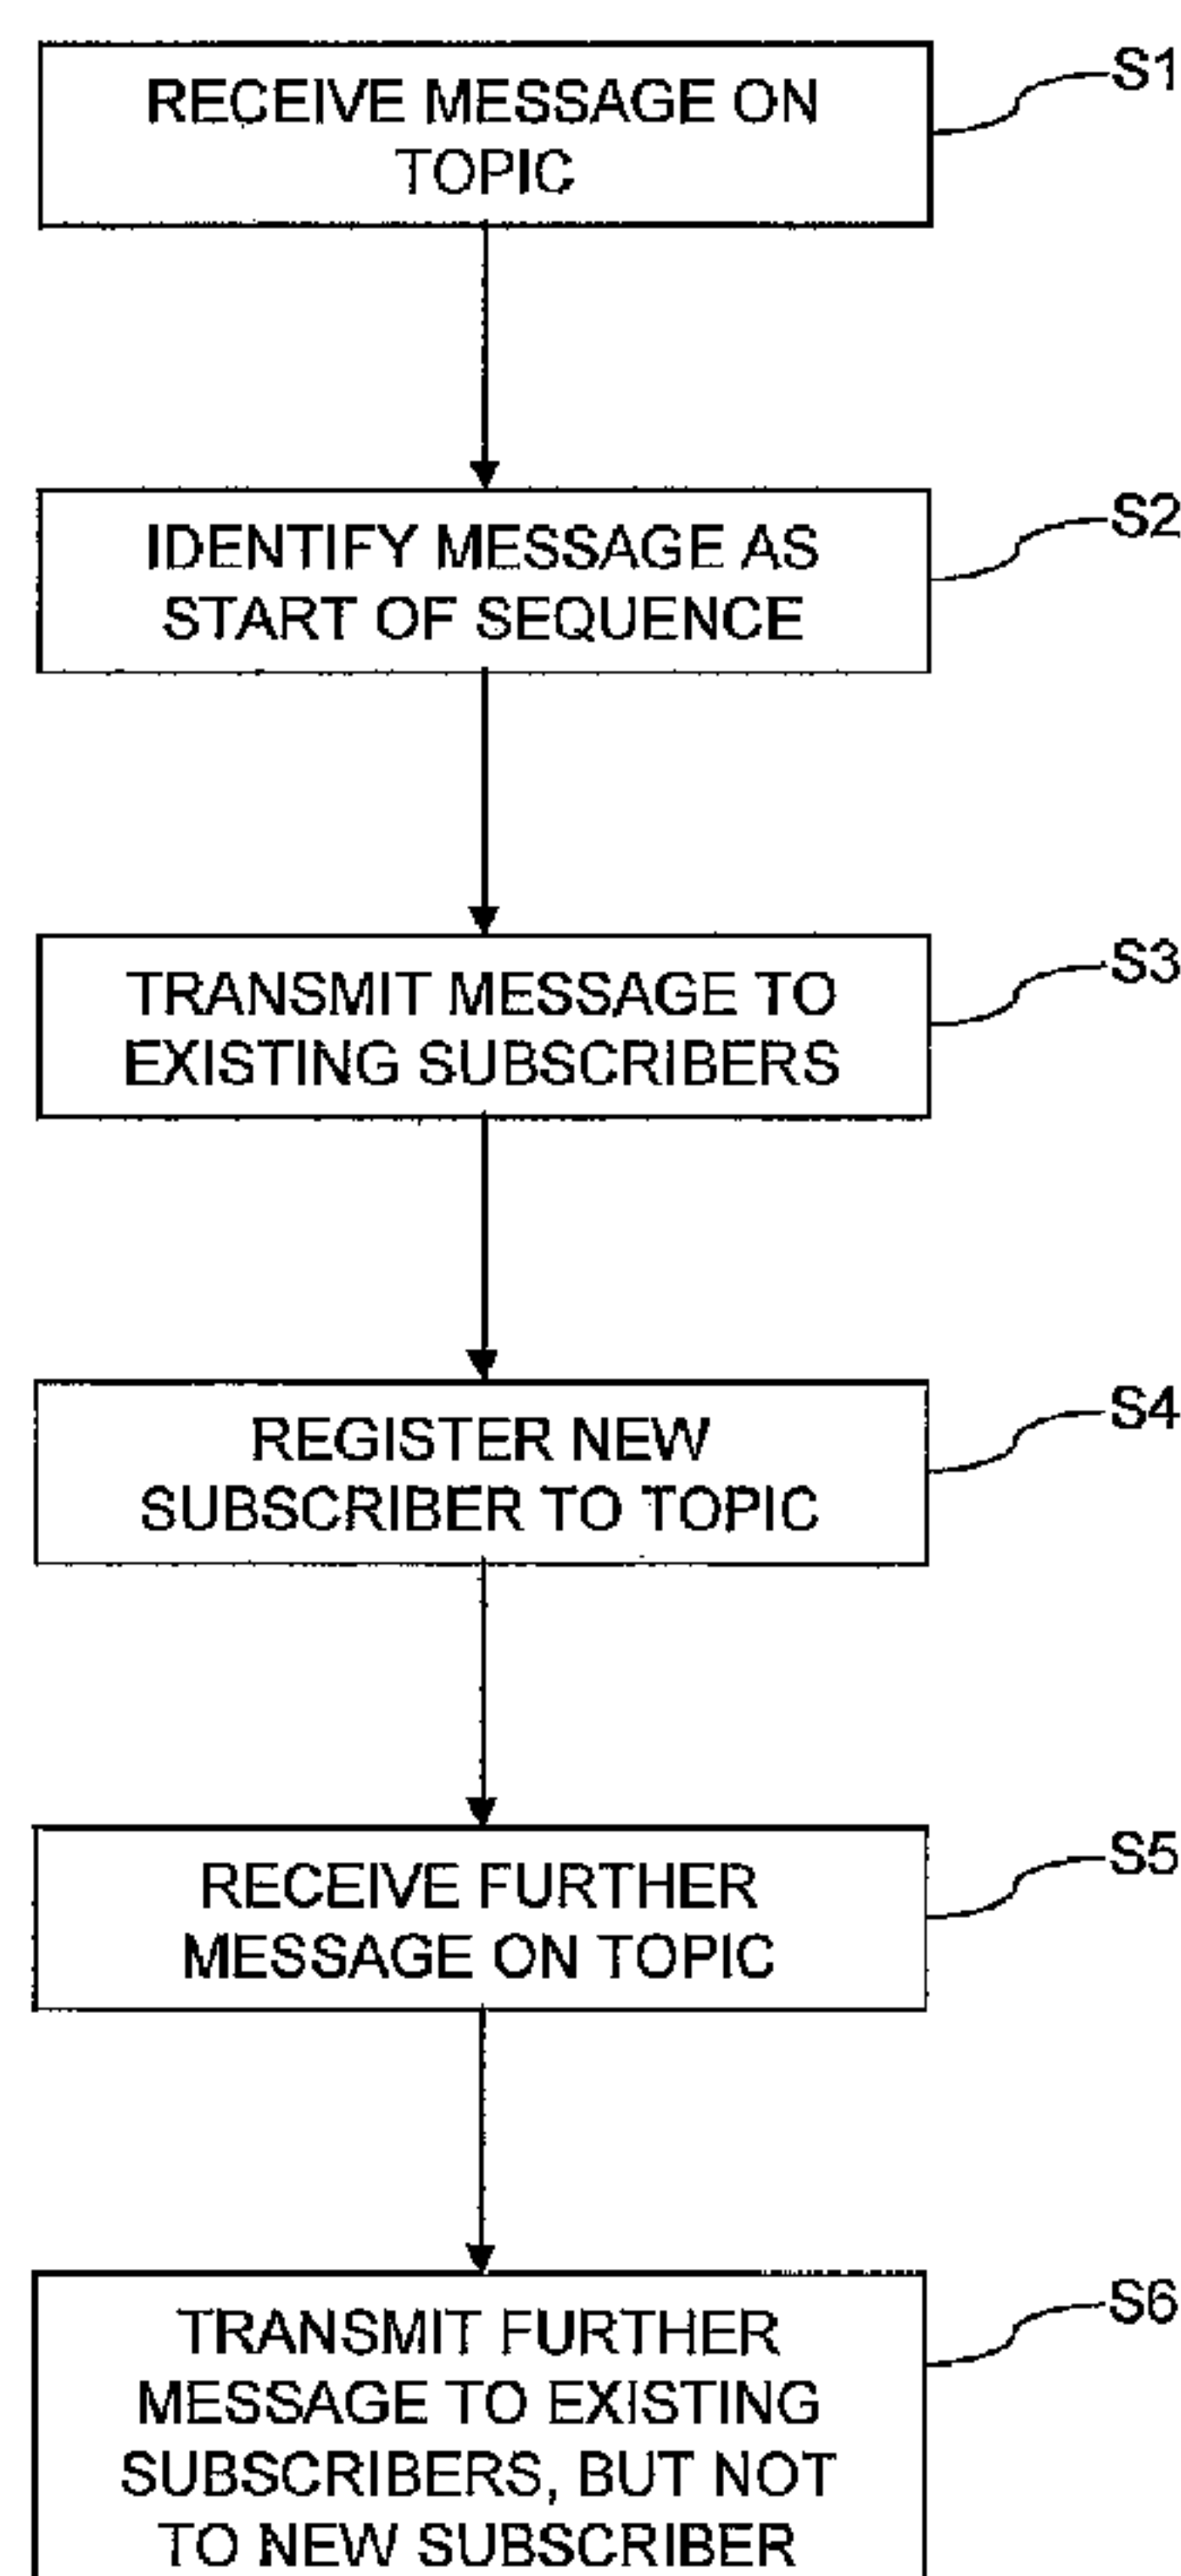 RECEIVE MESSAGE ON
TOPIC
S1
IDENTIFY MESSAGE AS
START OF SEQUENCE
S2
TRANSMIT MESSAGE TO
EXISTING SUBSCRIBERS
S3
REGISTER NEW
SUBSCRIBER TO TOPIC
S4
RECEIVE FURTHER
MESSAGE ON TOPIC
S5
TRANSMIT FURTHER
MESSAGE TO EXISTING
SUBSCRIBERS, BUT NOT
TO NEW SUBSCRIBER
S6